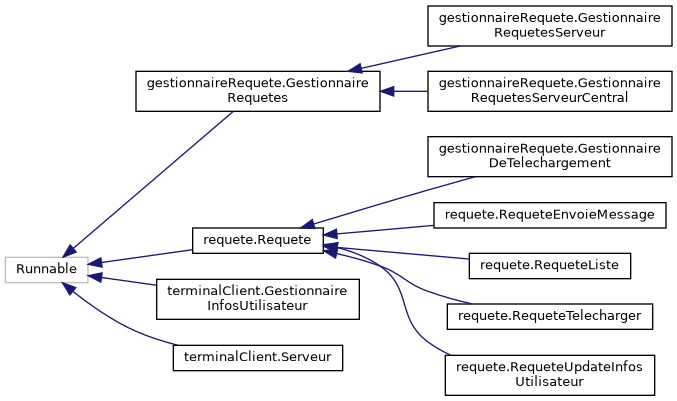 gestionnaireRequete.Gestionnaire
RequetesServeur
gestionnaireRequete.Gestionnaire
Requetes
gestionnaireRequete.Gestionnaire
RequetesServeurCentral
gestionnaireRequete.Gestionnaire
DeTelechargement
requete.RequeteEnvoieMessage
requete.Requete
requete.RequeteListe
Runnable
terminalClient.Gestionnaire
InfosUtilisateur
requete.RequeteTelecharger
terminalClient.Serveur
requete.RequeteUpdateInfos
Utilisateur